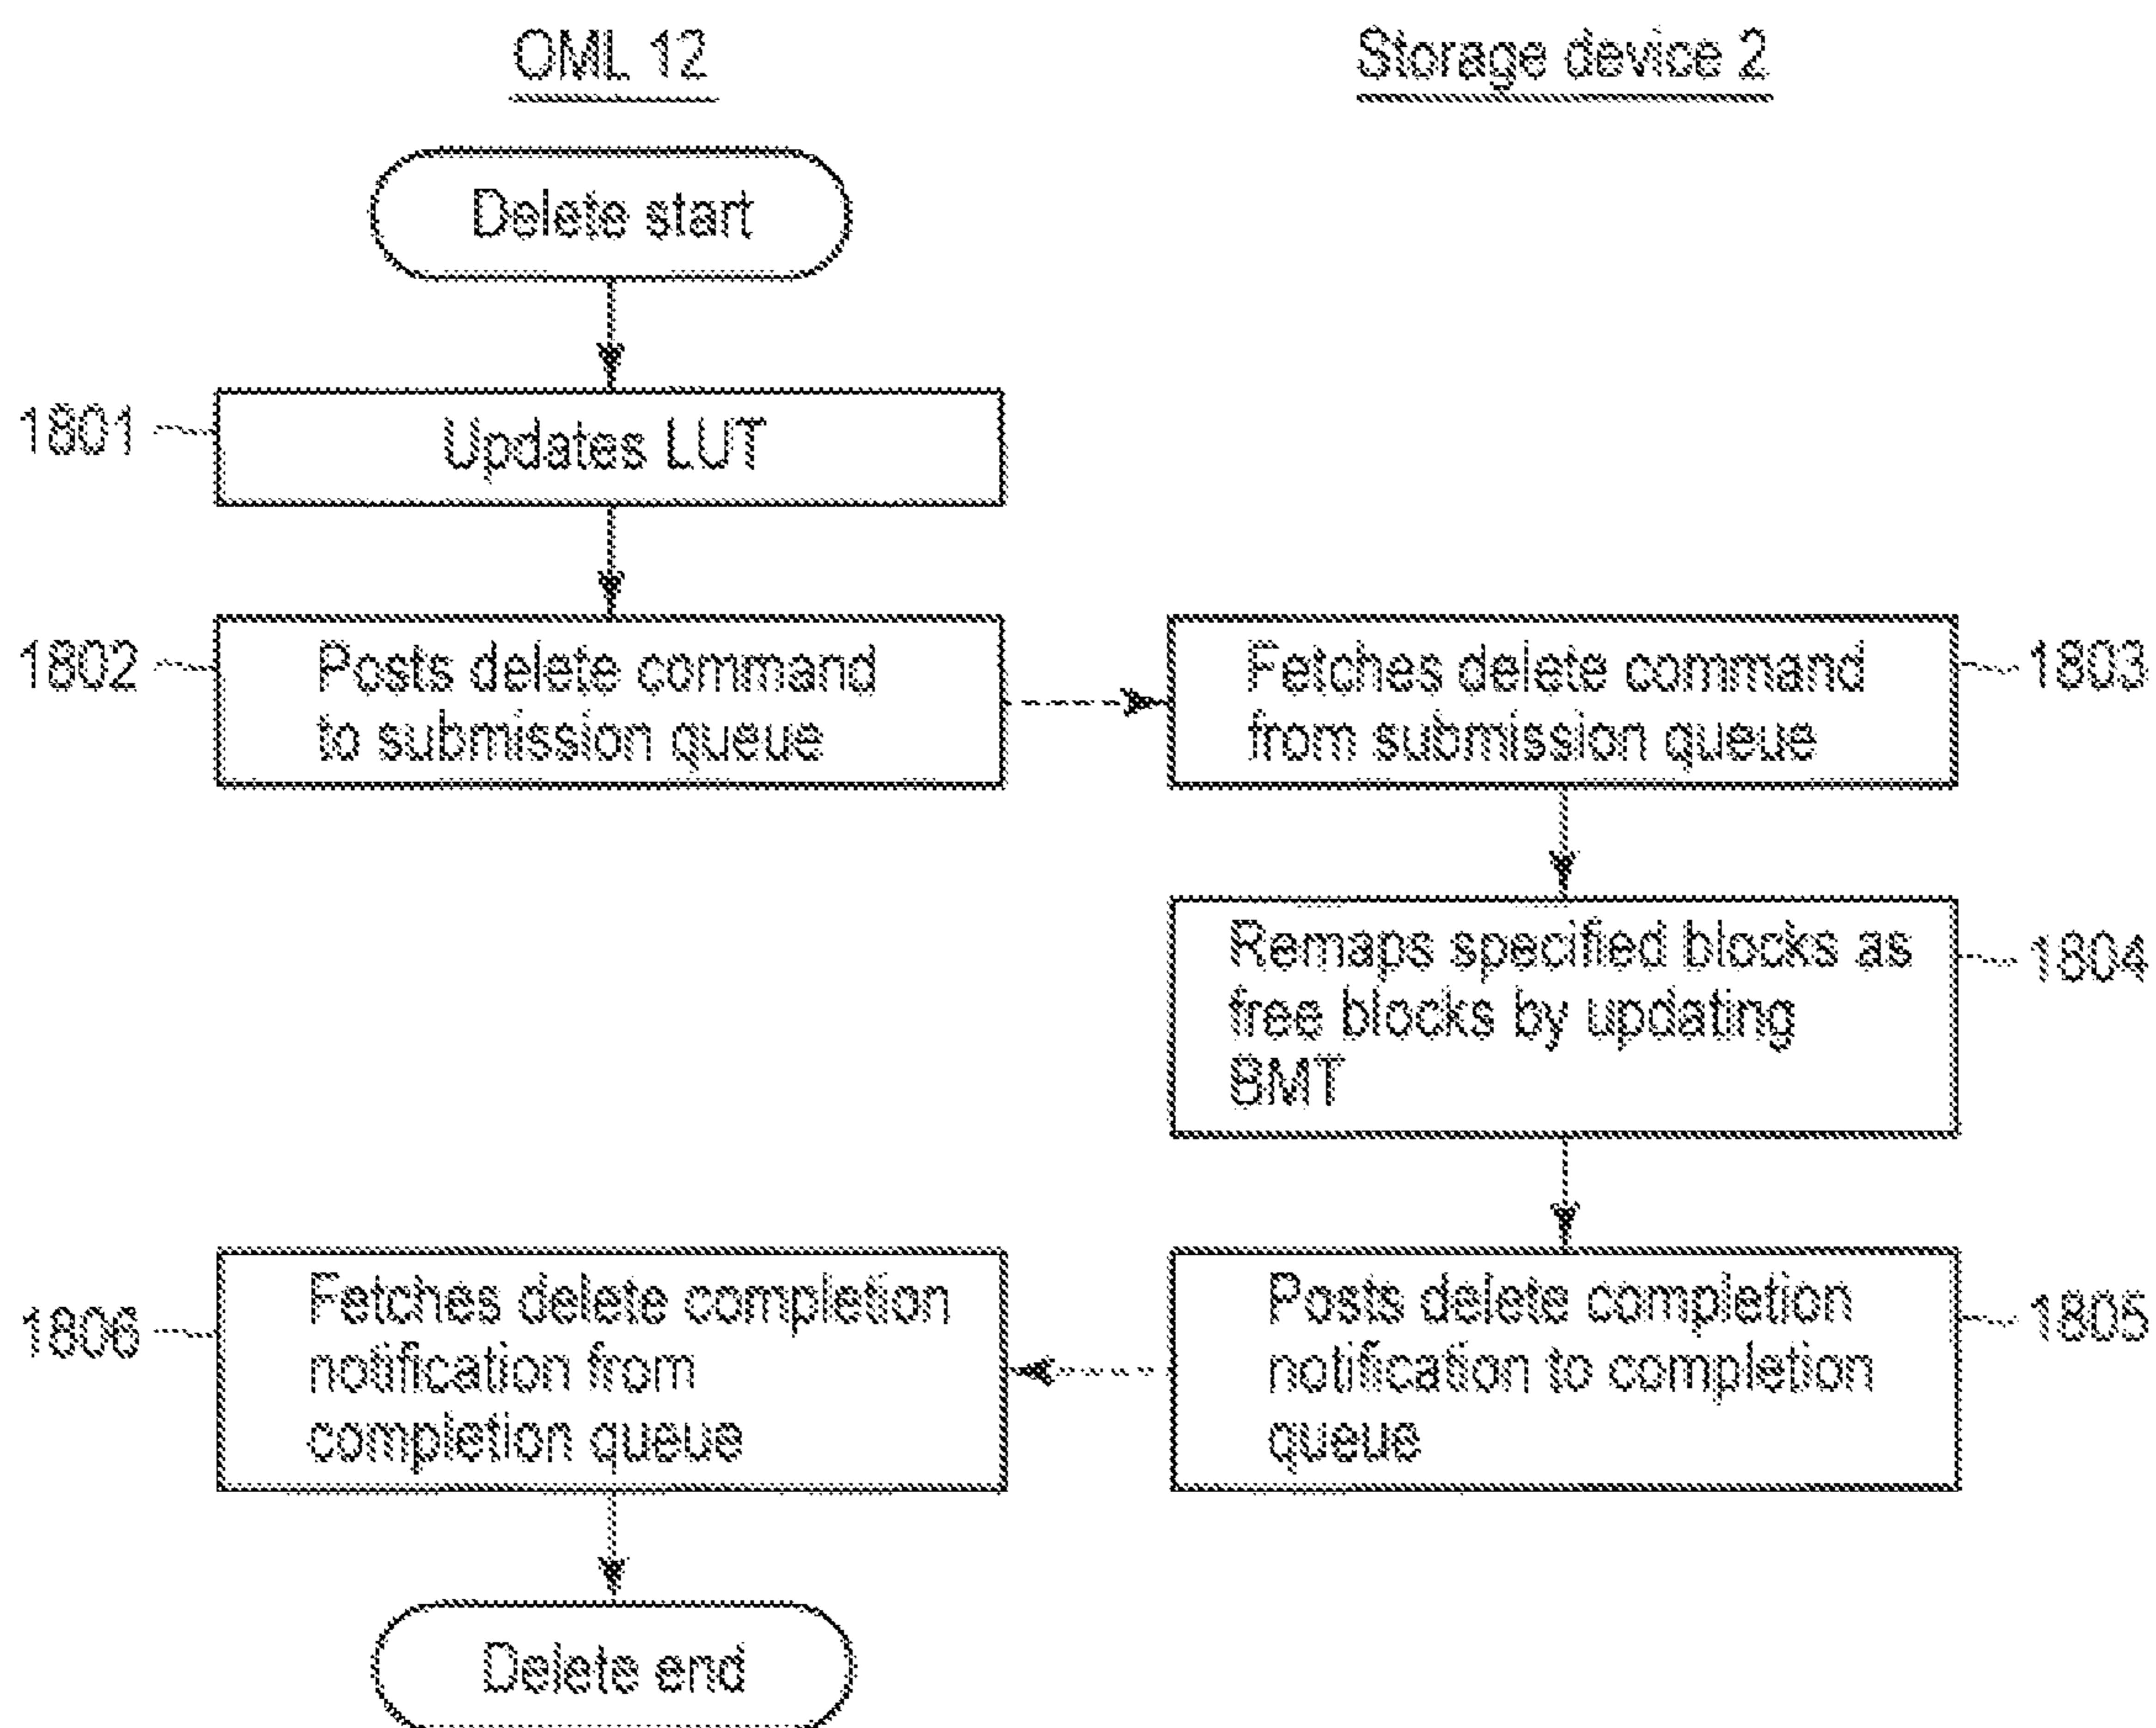 OML 12
Storage device 2
Delete start
1801
Updates LUT
1802
Posts delete command
to submission queue
Fetches delete command
from submission queue
1803
Remaps specified blocks as
free blocks by updating
BMT
1804
1806
Fetches delete completion
notification from
completion queue
Posts delete completion
notification to completion
queue
1805
Delete end